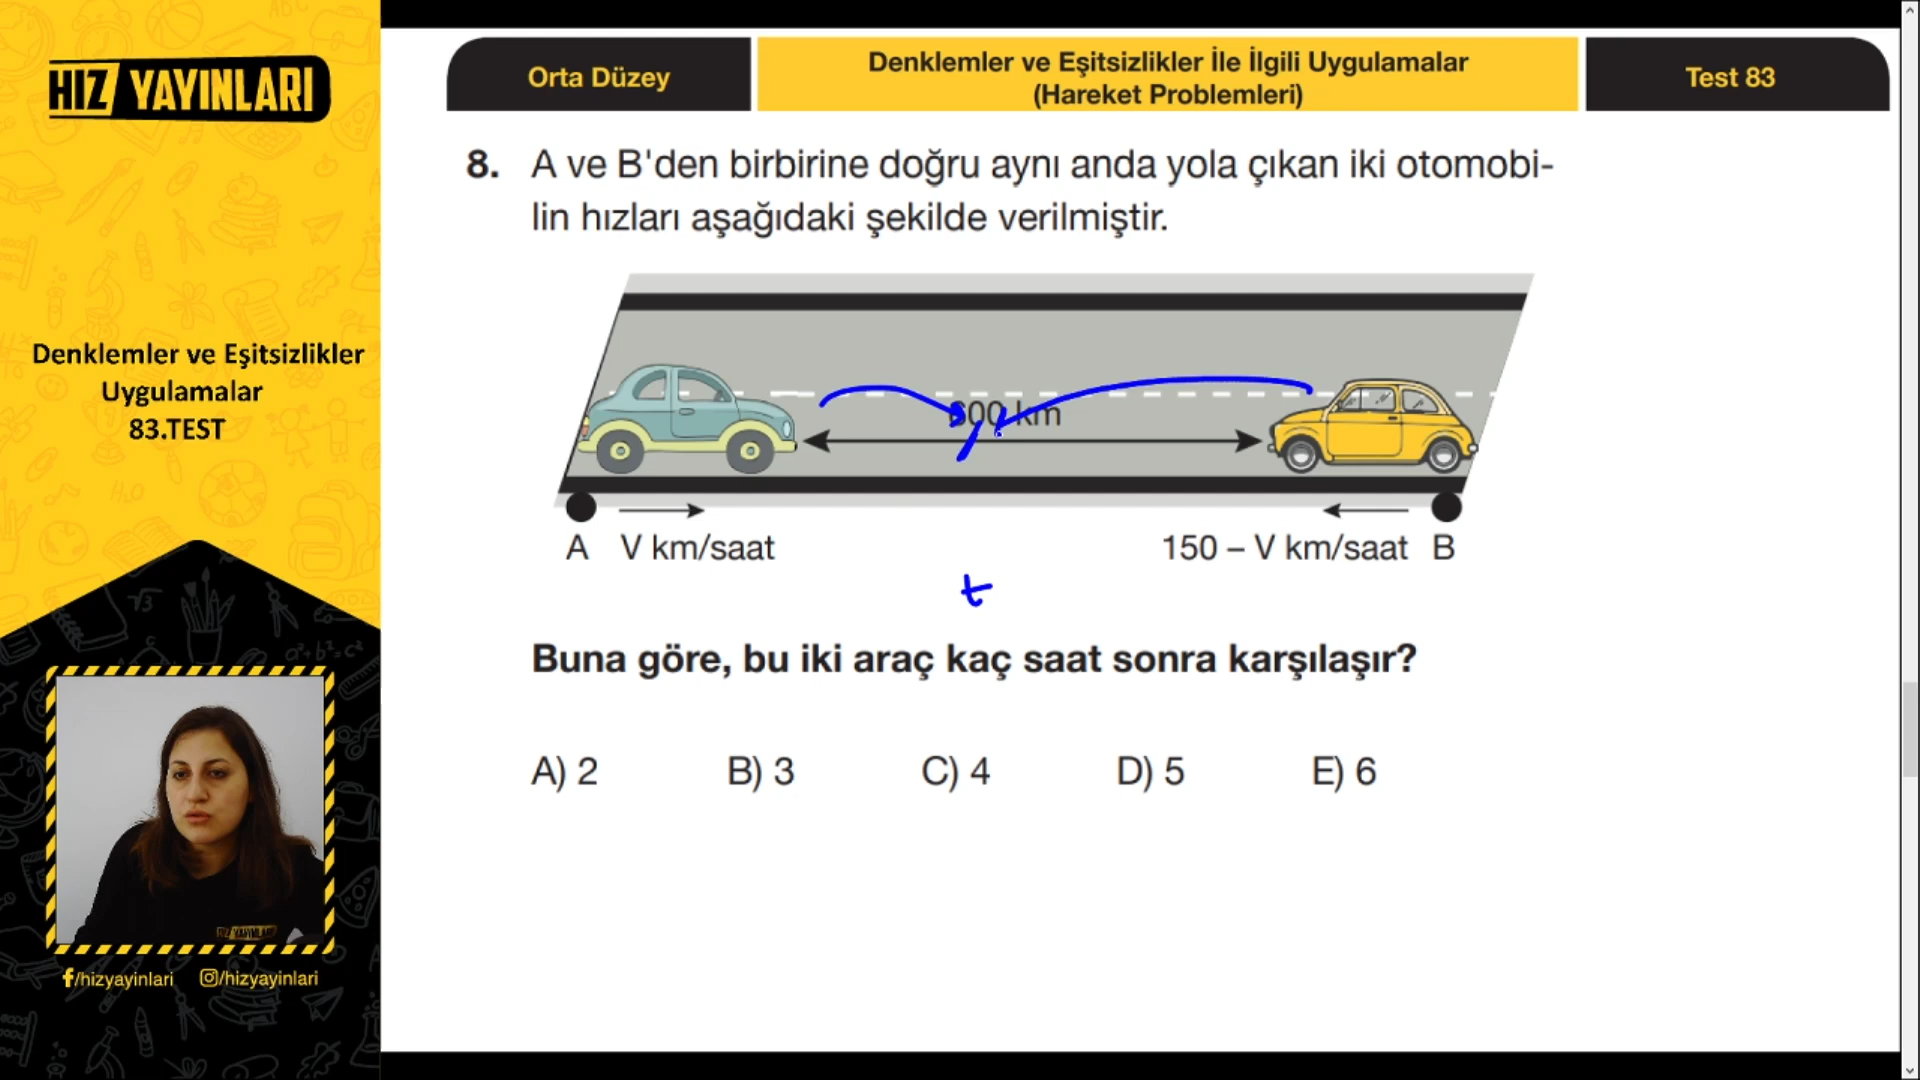 HIZ YAYINLARI
Denklemler ve Eşitsizlikler
Uygulamalar
83.TEST
/hizyayinlari /hizyayinlari
Orta Düzey
Denklemler ve Eşitsizlikler İle İlgili Uygulamalar
(Hareket Problemleri)
Test 83
8. A ve B'den birbirine doğru aynı anda yola çıkan iki otomobi-
lin hızları aşağıdaki şekilde verilmiştir.
600 km
A V km/saat 150 – V km/saat B
t
Buna göre, bu iki araç kaç saat sonra karşılaşır?
A) 2 B) 3 C) 4 D) 5 E) 6